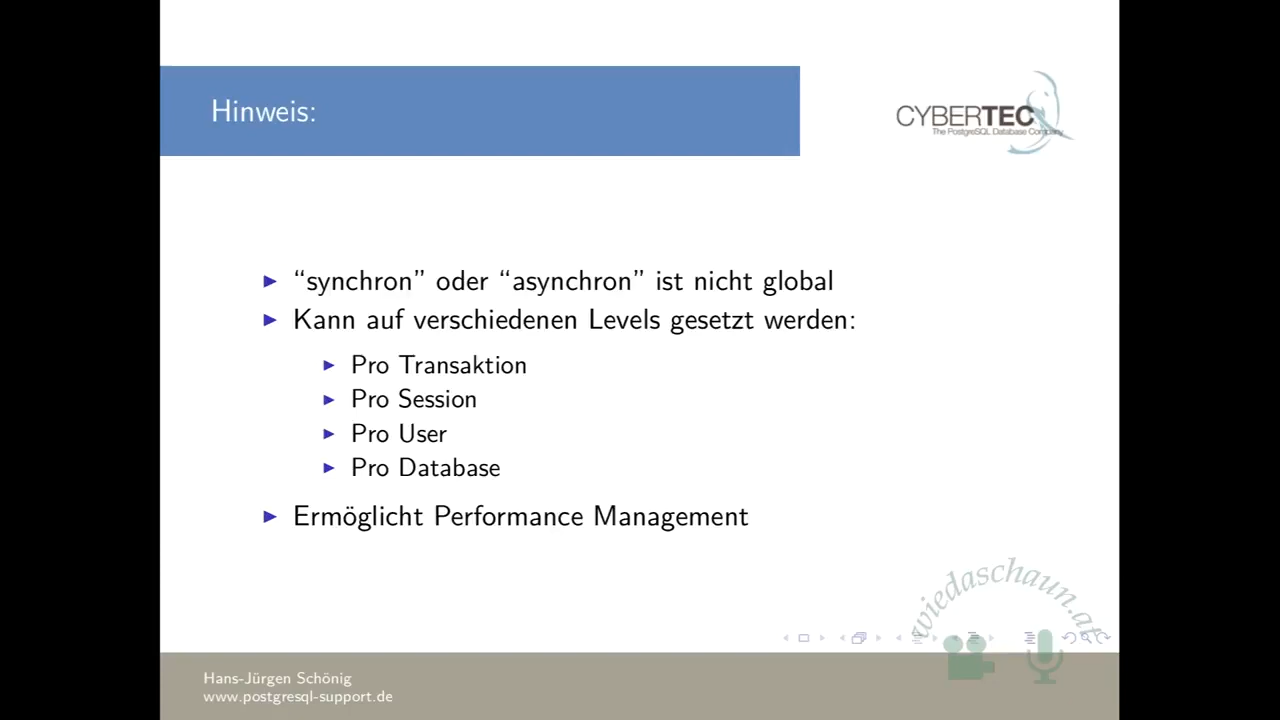 Hinweis:
CYBERTEC
The PostgreSQL Database Company
“synchron” oder “asynchron” ist nicht global
Kann auf verschiedenen Levels gesetzt werden:
Pro Transaktion
Pro Session
Pro User
Pro Database
Ermöglicht Performance Management
wiedaschaun.at
Hans-Jürgen Schönig
www.postgresql-support.de